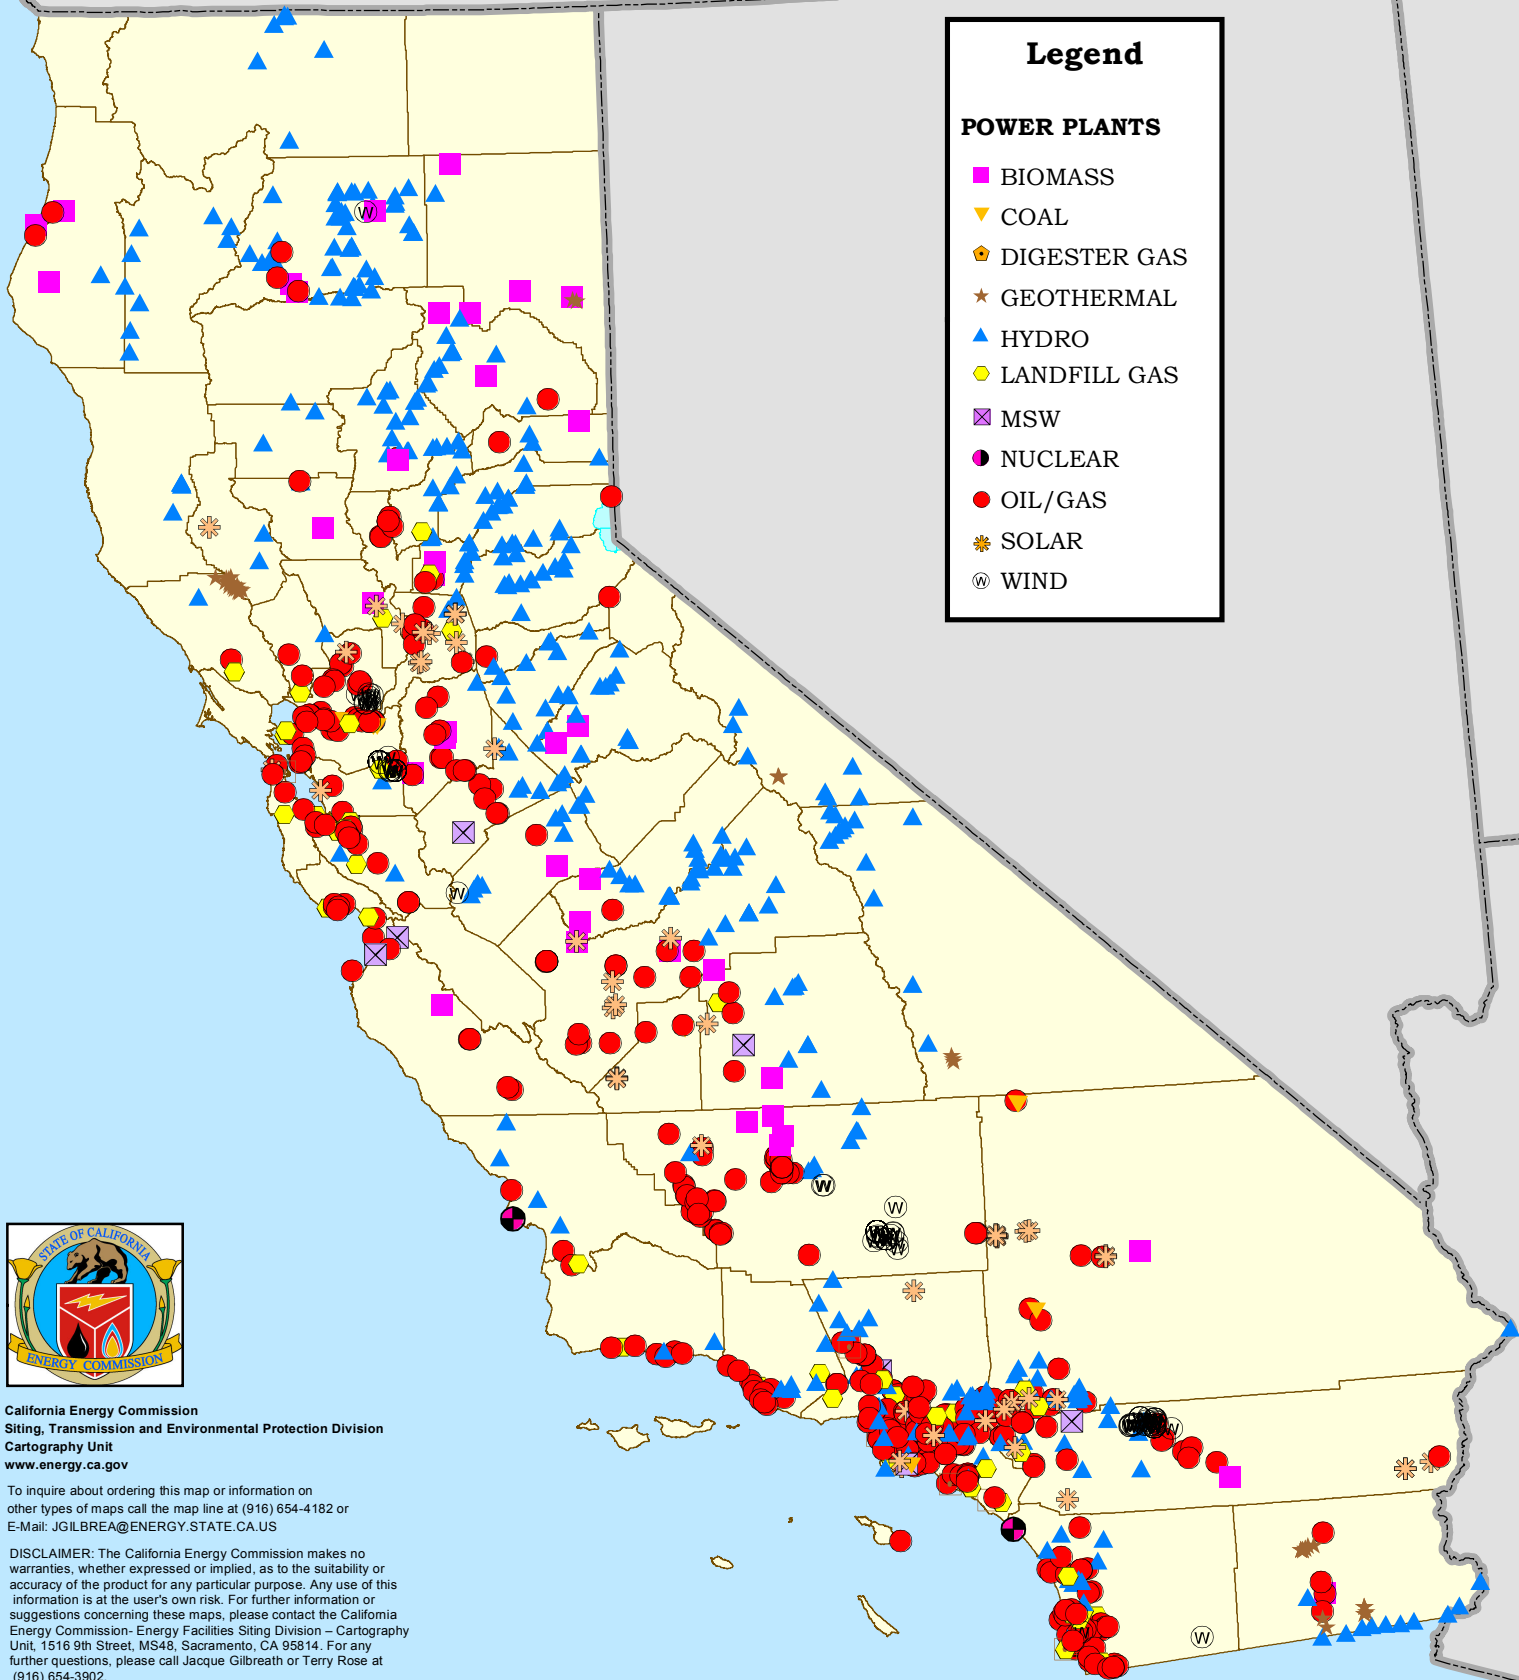 Legend
POWER PLANTS
BIOMASS
COAL
DIGESTER GAS
GEOTHERMAL
HYDRO
LANDFILL GAS
MSW
NUCLEAR
OIL/GAS
SOLAR
W WIND
STATE OF CALIFORNIA
ENERGY COMMISSION
California Energy Commission
Siting, Transmission and Environmental Protection Division
Cartography Unit
www.energy.ca.gov
To inquire about ordering this map or information on
other types of maps call the map line at (916) 654-4182 or
E-Mail: JGILBREA@ENERGY.STATE.CA.US
DISCLAIMER: The California Energy Commission makes no
warranties, whether expressed or implied, as to the suitability or
accuracy of the product for any particular purpose. Any use of this
information is at the user's own risk. For further information or
suggestions concerning these maps, please contact the California
Energy Commission- Energy Facilities Siting Division – Cartography
Unit, 1516 9th Street, MS48, Sacramento, CA 95814. For any
further questions, please call Jacque Gilbreath or Terry Rose at
(916) 654-3902.